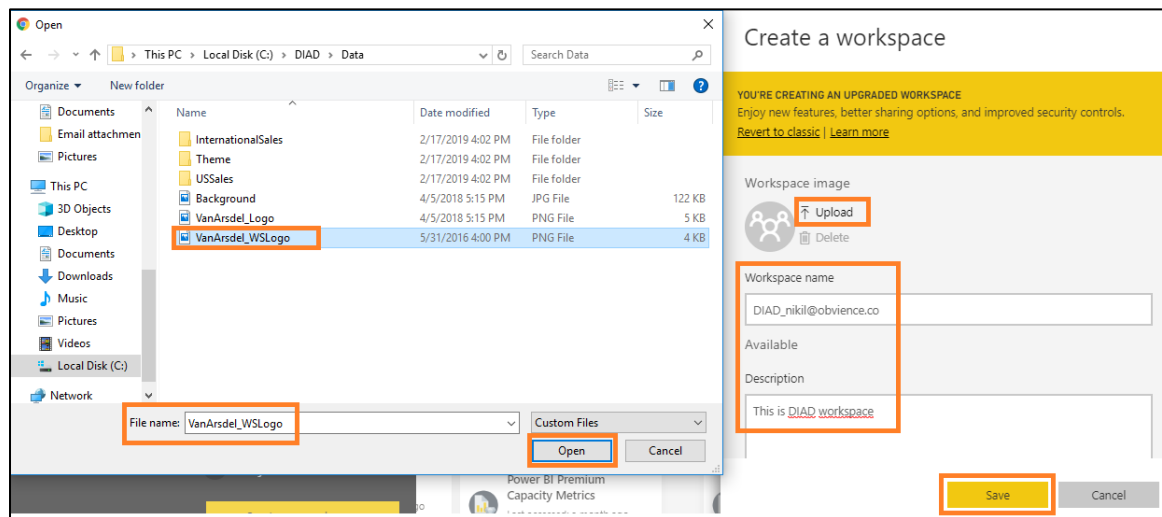 Open
This PC > Local Disk (C:) > DIAD > Data
Search Data
Organize
New folder
Documents
Email attachmen
Pictures
This PC
3D Objects
Desktop
Documents
Downloads
Music
Pictures
Videos
Local Disk (C:)
Network
Name Date modified Type Size
InternationalSales 2/17/2019 4:02 PM File folder
Theme 2/17/2019 4:02 PM File folder
USSales 2/17/2019 4:02 PM File folder
Background 4/5/2018 5:15 PM JPG File 122 KB
VanArsdel_Logo 4/5/2018 5:15 PM PNG File 5 KB
VanArsdel_WSLogo 5/31/2016 4:00 PM PNG File 4 KB
File name: VanArsdel_WSLogo
Custom Files
Open
Cancel
Power BI Premium
Capacity Metrics
Create a workspace
YOU'RE CREATING AN UPGRADED WORKSPACE
Enjoy new features, better sharing options, and improved security controls.
Revert to classic | Learn more
Workspace image
Upload
Delete
Workspace name
DIAD_nikil@obvience.co
Available
Description
This is DIAD workspace
Save
Cancel